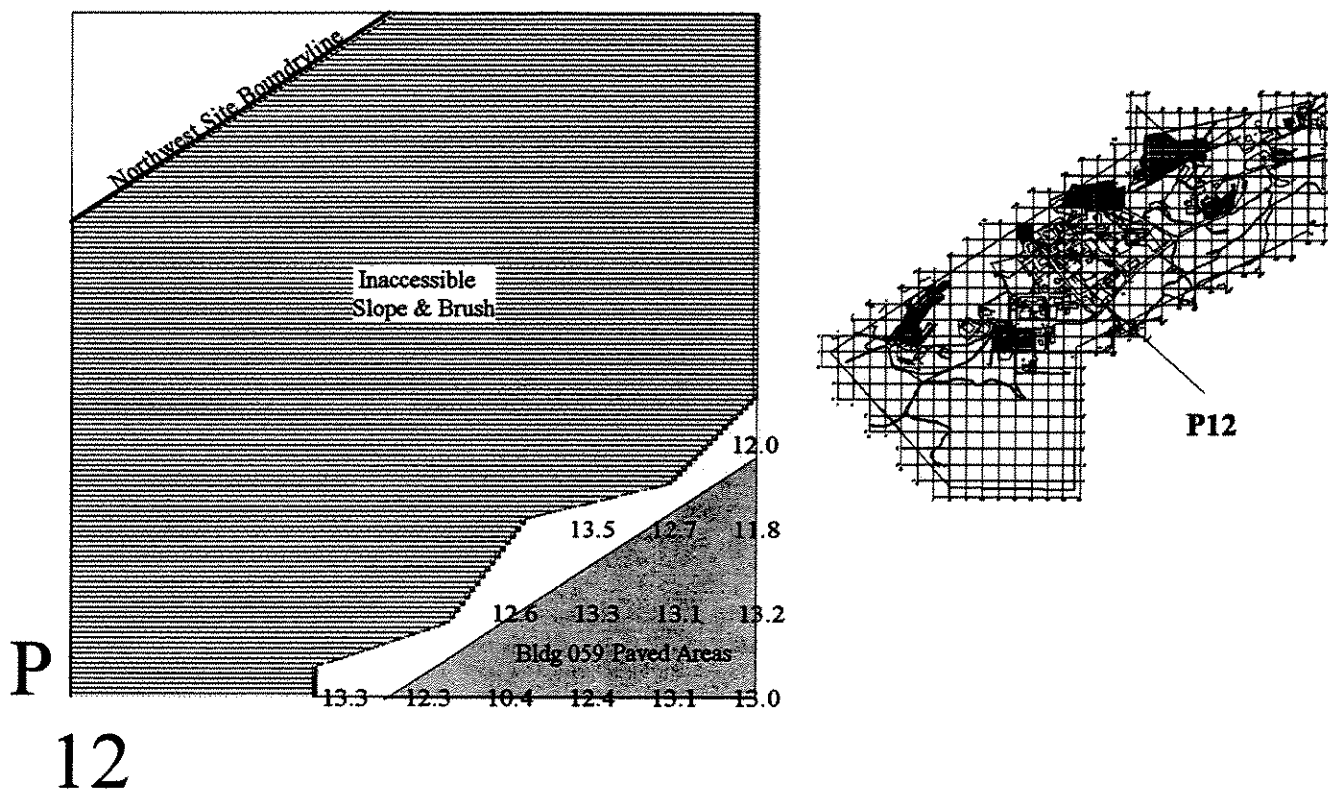 Northwest Site Boundryline
Inaccessible
Slope & Brush
12.0
13.5 12.7 11.8
12.6 13.3 13.1 13.2
Bldg 059 Paved Areas
13.3 12.3 10.4 12.4 13.1 13.0
P
12
P12